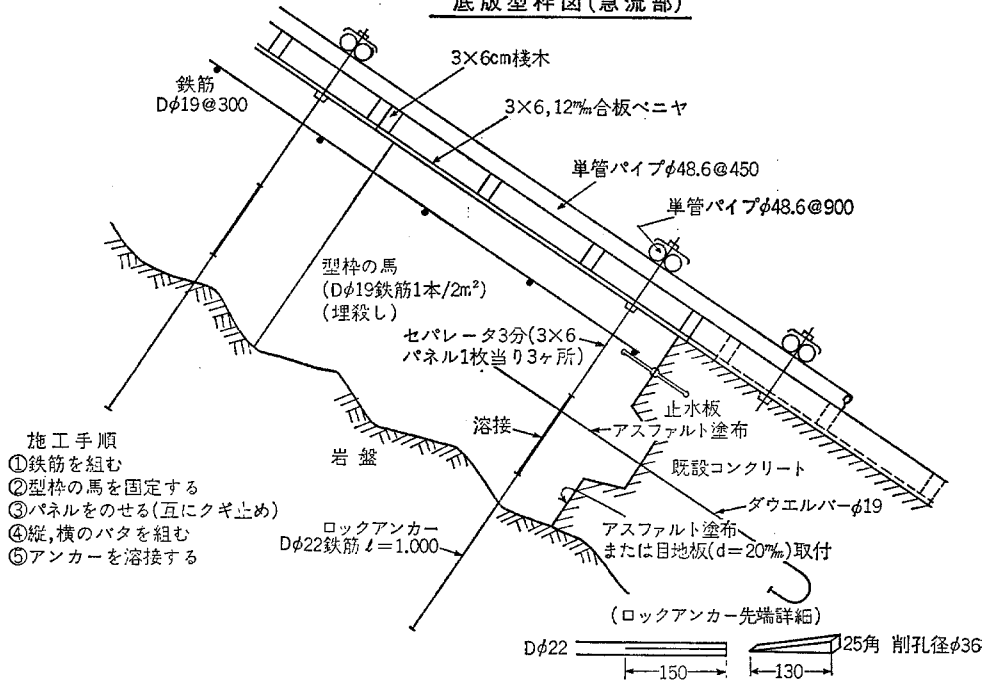 底版型枠図(急流部)
3×6cm棧木
鉄筋
Dφ19@300
3×6,12m/m合板ベニヤ
単管パイプφ48.6@450
単管パイプφ48.6@900
型枠の馬
(Dφ19鉄筋1本/2m²)
(埋殺し)
セパレータ3分(3×6
パネル1枚当り3ヶ所)
止水板
溶接
アスファルト塗布
岩盤
既設コンクリート
ダウエルバーφ19
施工手順
①鉄筋を組む
②型枠の馬を固定する
③パネルをのせる(互にクギ止め)
④縦,横のバタを組む
⑤アンカーを溶接する
ロックアンカー
Dφ22鉄筋ℓ=1.000
アスファルト塗布
または目地板(d=20m/m)取付
(ロックアンカー先端詳細)
Dφ22
25角 削孔径φ36
150
130